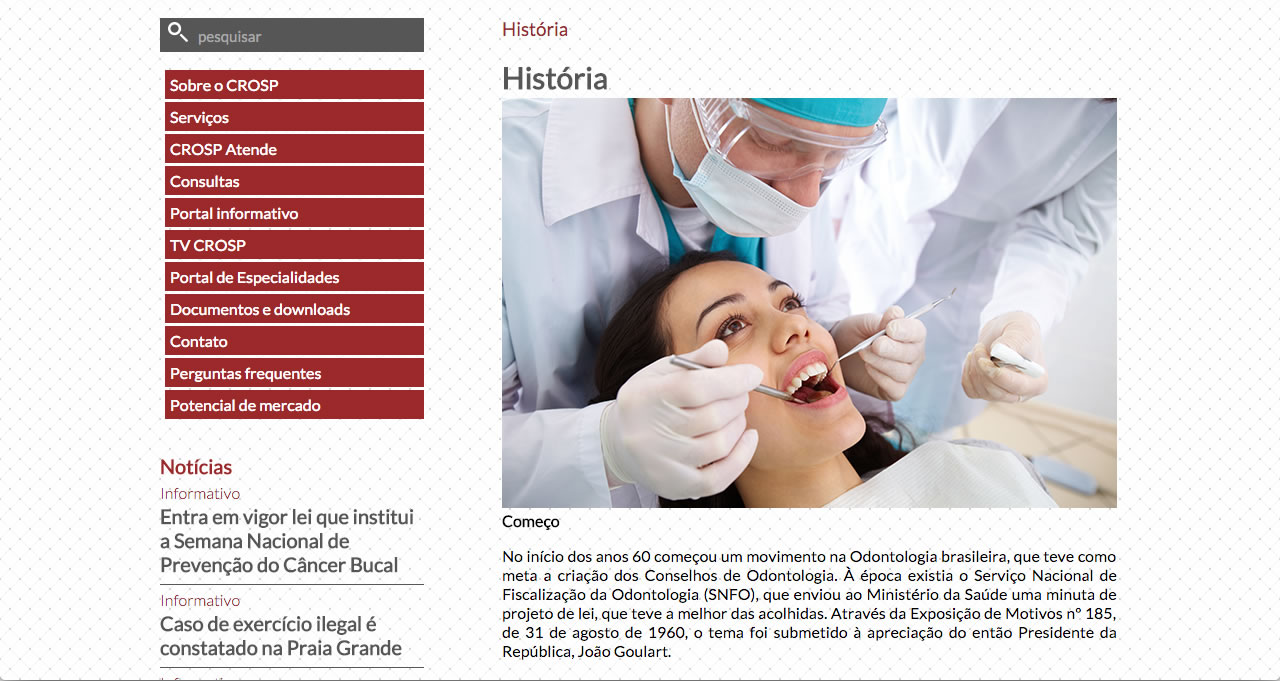 pesquisar
Sobre o CROSP
Serviços
CROSP Atende
Consultas
Portal informativo
TV CROSP
Portal de Especialidades
Documentos e downloads
Contato
Perguntas frequentes
Potencial de mercado
Notícias
Informativo
Entra em vigor lei que institui
a Semana Nacional de
Prevenção do Câncer Bucal
Informativo
Caso de exercício ilegal é
constatado na Praia Grande
História
História
Começo
No início dos anos 60 começou um movimento na Odontologia brasileira, que teve como
meta a criação dos Conselhos de Odontologia. À época existia o Serviço Nacional de
Fiscalização da Odontologia (SNFO), que enviou ao Ministério da Saúde uma minuta de
projeto de lei, que teve a melhor das acolhidas. Através da Exposição de Motivos nº 185,
de 31 de agosto de 1960, o tema foi submetido à apreciação do então Presidente da
República, João Goulart.